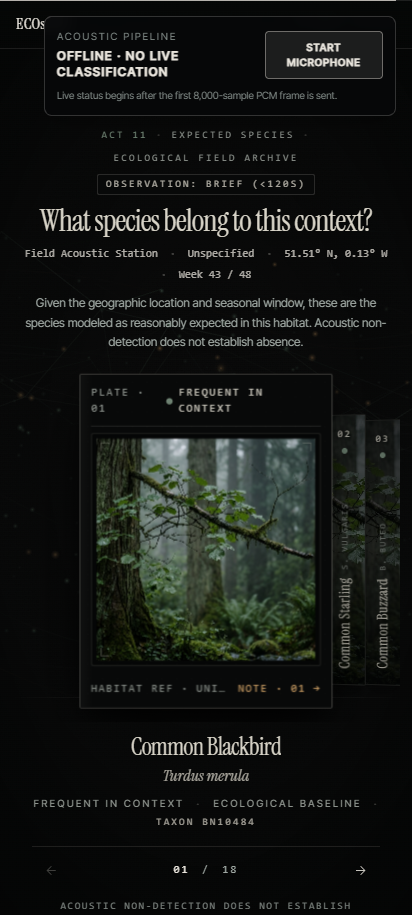 ECOs
ACOUSTIC PIPELINE
OFFLINE · NO LIVE
CLASSIFICATION
START
MICROPHONE
Live status begins after the first 8,000-sample PCM frame is sent.
ACT 11 · EXPECTED SPECIES ·
ECOLOGICAL FIELD ARCHIVE
OBSERVATION: BRIEF (<120S)
What species belong to this context?
Field Acoustic Station · Unspecified · 51.51° N, 0.13° W
· Week 43 / 48
Given the geographic location and seasonal window, these are the
species modeled as reasonably expected in this habitat. Acoustic non-
detection does not establish absence.
PLATE ·
01
FREQUENT IN
CONTEXT
02
Common Starling S. VULGARIS
03
Common Buzzard B. BUTEO
HABITAT REF · UNI… NOTE · 01 →
Common Blackbird
Turdus merula
FREQUENT IN CONTEXT · ECOLOGICAL BASELINE ·
TAXON BN10484
← 01 / 18 →
ACOUSTIC NON-DETECTION DOES NOT ESTABLISH